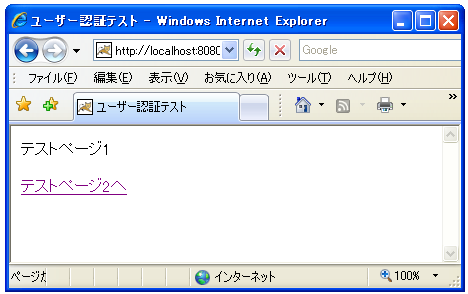 ユーザー認証テスト - Windows Internet Explorer
http://localhost:8080
Google
ファイル(F) 編集(E) 表示(V) お気に入り(A) ツール(T) ヘルプ(H)
ユーザー認証テスト
テストページ1
テストページ2へ
ページが
インターネット
100%